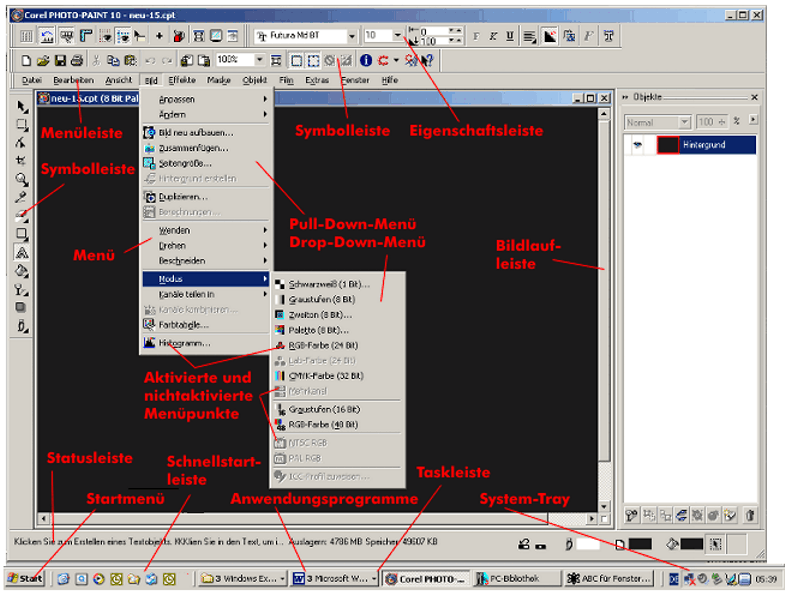 Corel PHOTO-PAINT 10 - neu-15.cpt
Futura Md BT 10 0 100 F K U
100%
Datei Bearbeiten Ansicht Bild Effekte Maske Objekt Film Extras Fenster Hilfe
neu-15.cpt (8 Bit Pal
Objekte
Normal 100 %
Hintergrund
Menüleiste
Symbolleiste
Eigenschaftsleiste
Symbolleiste
Anpassen
Ändern
Bild neu aufbauen...
Zusammenfügen...
Seitengröße...
Hintergrund erstellen
Duplizieren...
Berechnungen...
Wenden
Drehen
Beschneiden
Modus
Kanäle teilen in
Kanäle kombinieren...
Farbtabelle...
Histogramm...
Menü
Pull-Down-Menü
Drop-Down-Menü
Bildlauf-
leiste
Schwarzweiß (1 Bit)...
Graustufen (8 Bit)
Zweiton (8 Bit)...
Palette (8 Bit)...
RGB-Farbe (24 Bit)
Lab-Farbe (24 Bit)
CMYK-Farbe (32 Bit)
Mehrkanal
Graustufen (16 Bit)
RGB-Farbe (48 Bit)
NTSC RGB
PAL RGB
ICC-Profil zuweisen...
Aktivierte und
nichtaktivierte
Menüpunkte
Statusleiste
Startmenü
Schnellstart-
leiste
Anwendungsprogramme
Taskleiste
System-Tray
Klicken Sie zum Erstellen eines Textobjekts. KKKlien Sie in den Text, um i... Auslagern: 4786 MB Speicher: 49607 KB
Start
3 Windows Ex...
3 Microsoft W...
Corel PHOTO-...
PC-Bibliothek
ABC für Fenster...
DE
05:39